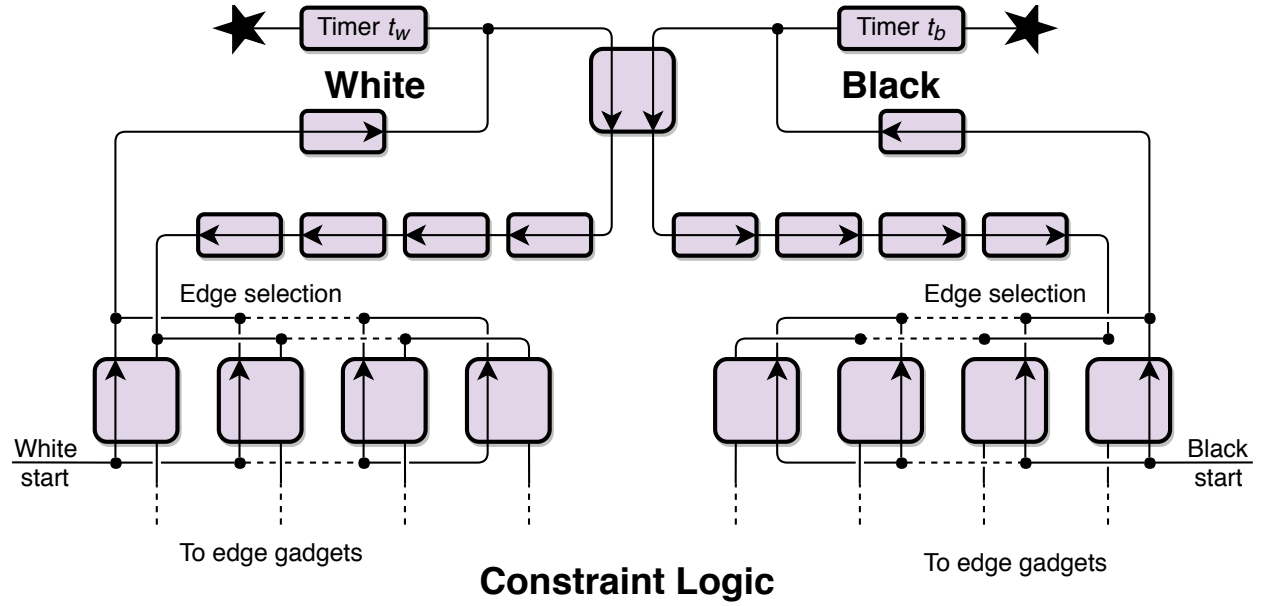 Timer t_w
Timer t_b
White
Black
Edge selection
Edge selection
White
start
Black
start
To edge gadgets
To edge gadgets
Constraint Logic